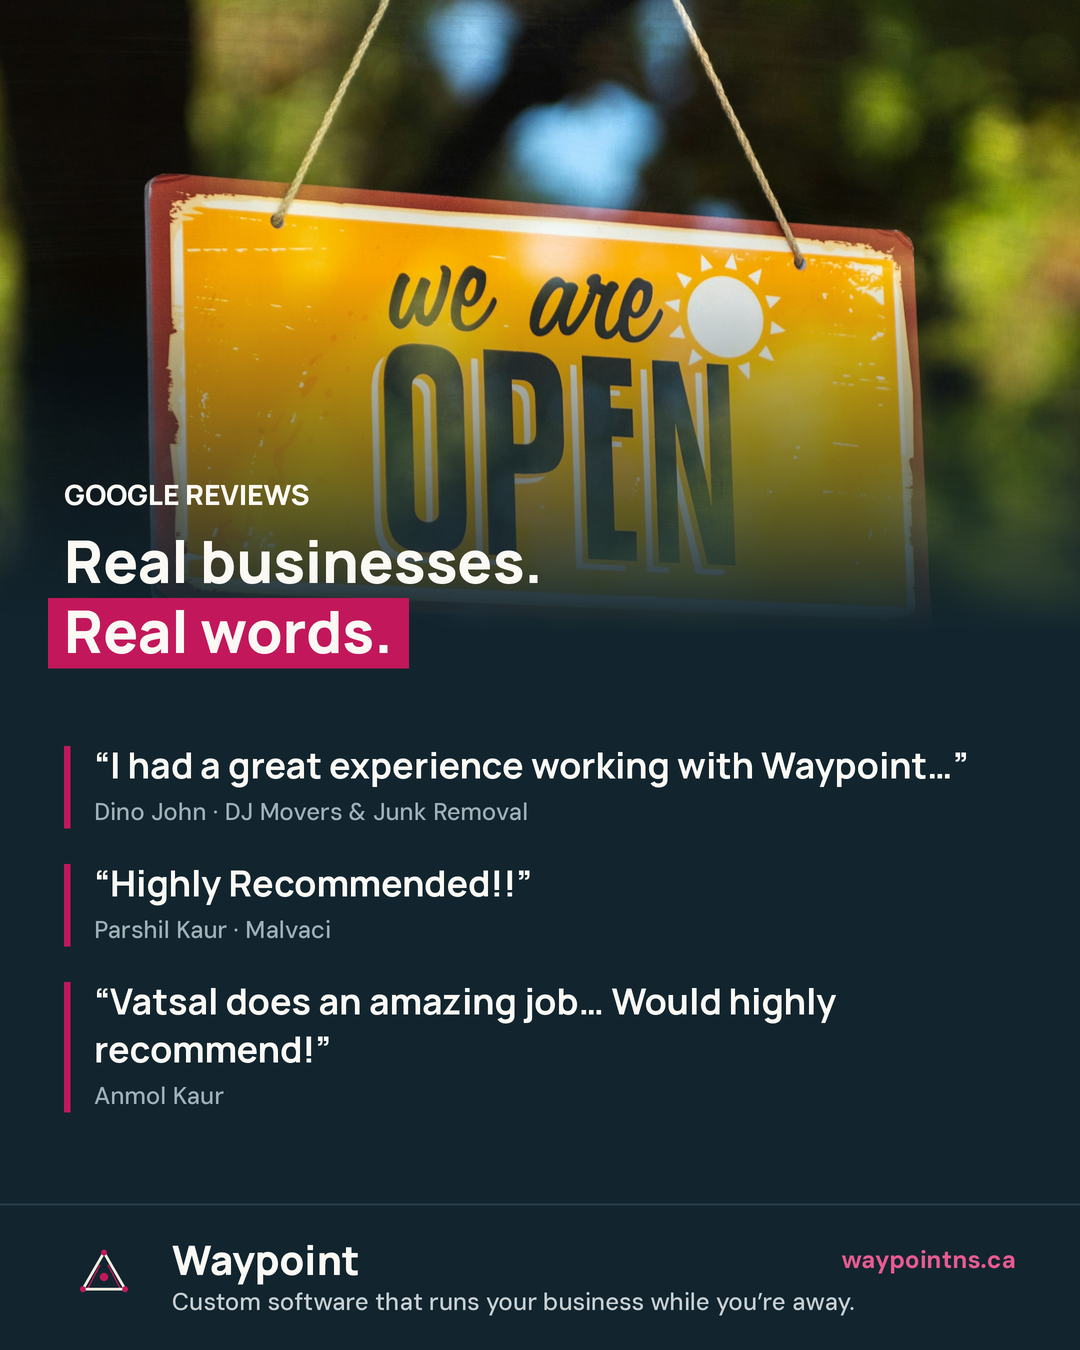 we are
OPEN
GOOGLE REVIEWS
Real businesses.
Real words.
“I had a great experience working with Waypoint…”
Dino John · DJ Movers & Junk Removal
“Highly Recommended!!”
Parshil Kaur · Malvaci
“Vatsal does an amazing job… Would highly
recommend!”
Anmol Kaur
Waypoint
waypointns.ca
Custom software that runs your business while you’re away.